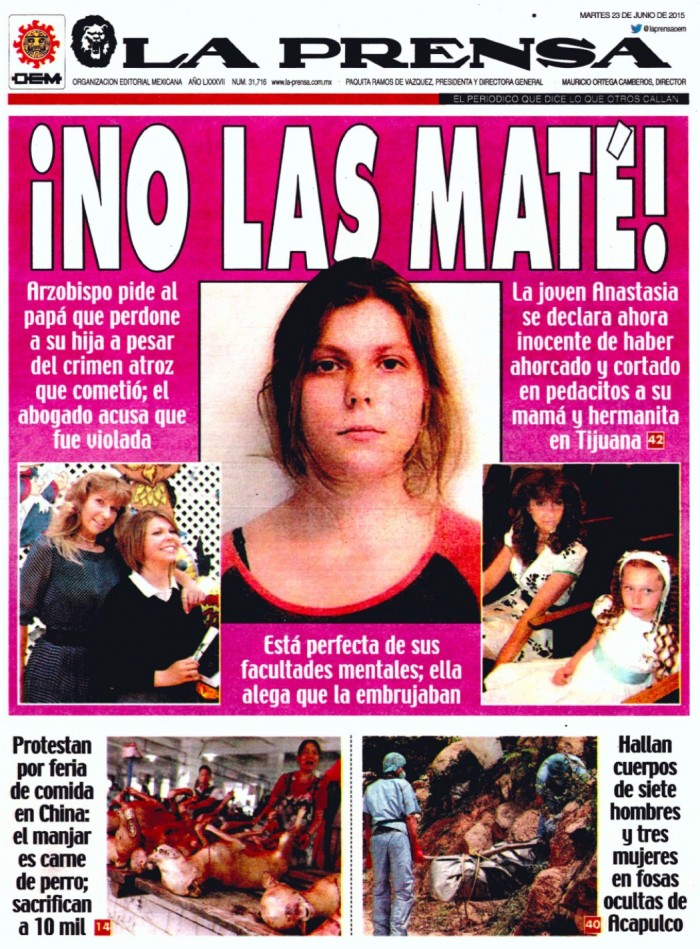 MARTES 23 DE JUNIO DE 2015
@laprensaoem
OEM
LA PRENSA
ORGANIZACION EDITORIAL MEXICANA AÑO LXXXVII NUM. 31,716 www.la-prensa.com.mx PAQUITA RAMOS DE VAZQUEZ, PRESIDENTA Y DIRECTORA GENERAL MAURICIO ORTEGA CAMBEROS, DIRECTOR
EL PERIODICO QUE DICE LO QUE OTROS CALLAN
¡NO LAS MATÉ!
Arzobispo pide al
papá que perdone
a su hija a pesar
del crimen atroz
que cometió; el
abogado acusa que
fue violada
La joven Anastasia
se declara ahora
inocente de haber
ahorcado y cortado
en pedacitos a su
mamá y hermanita
en Tijuana 42
Está perfecta de sus
facultades mentales; ella
alega que la embrujaban
Protestan
por feria
de comida
en China:
el manjar
es carne
de perro;
sacrifican
a 10 mil 14
Hallan
cuerpos
de siete
hombres
y tres
mujeres
en fosas
ocultas de
40 Acapulco